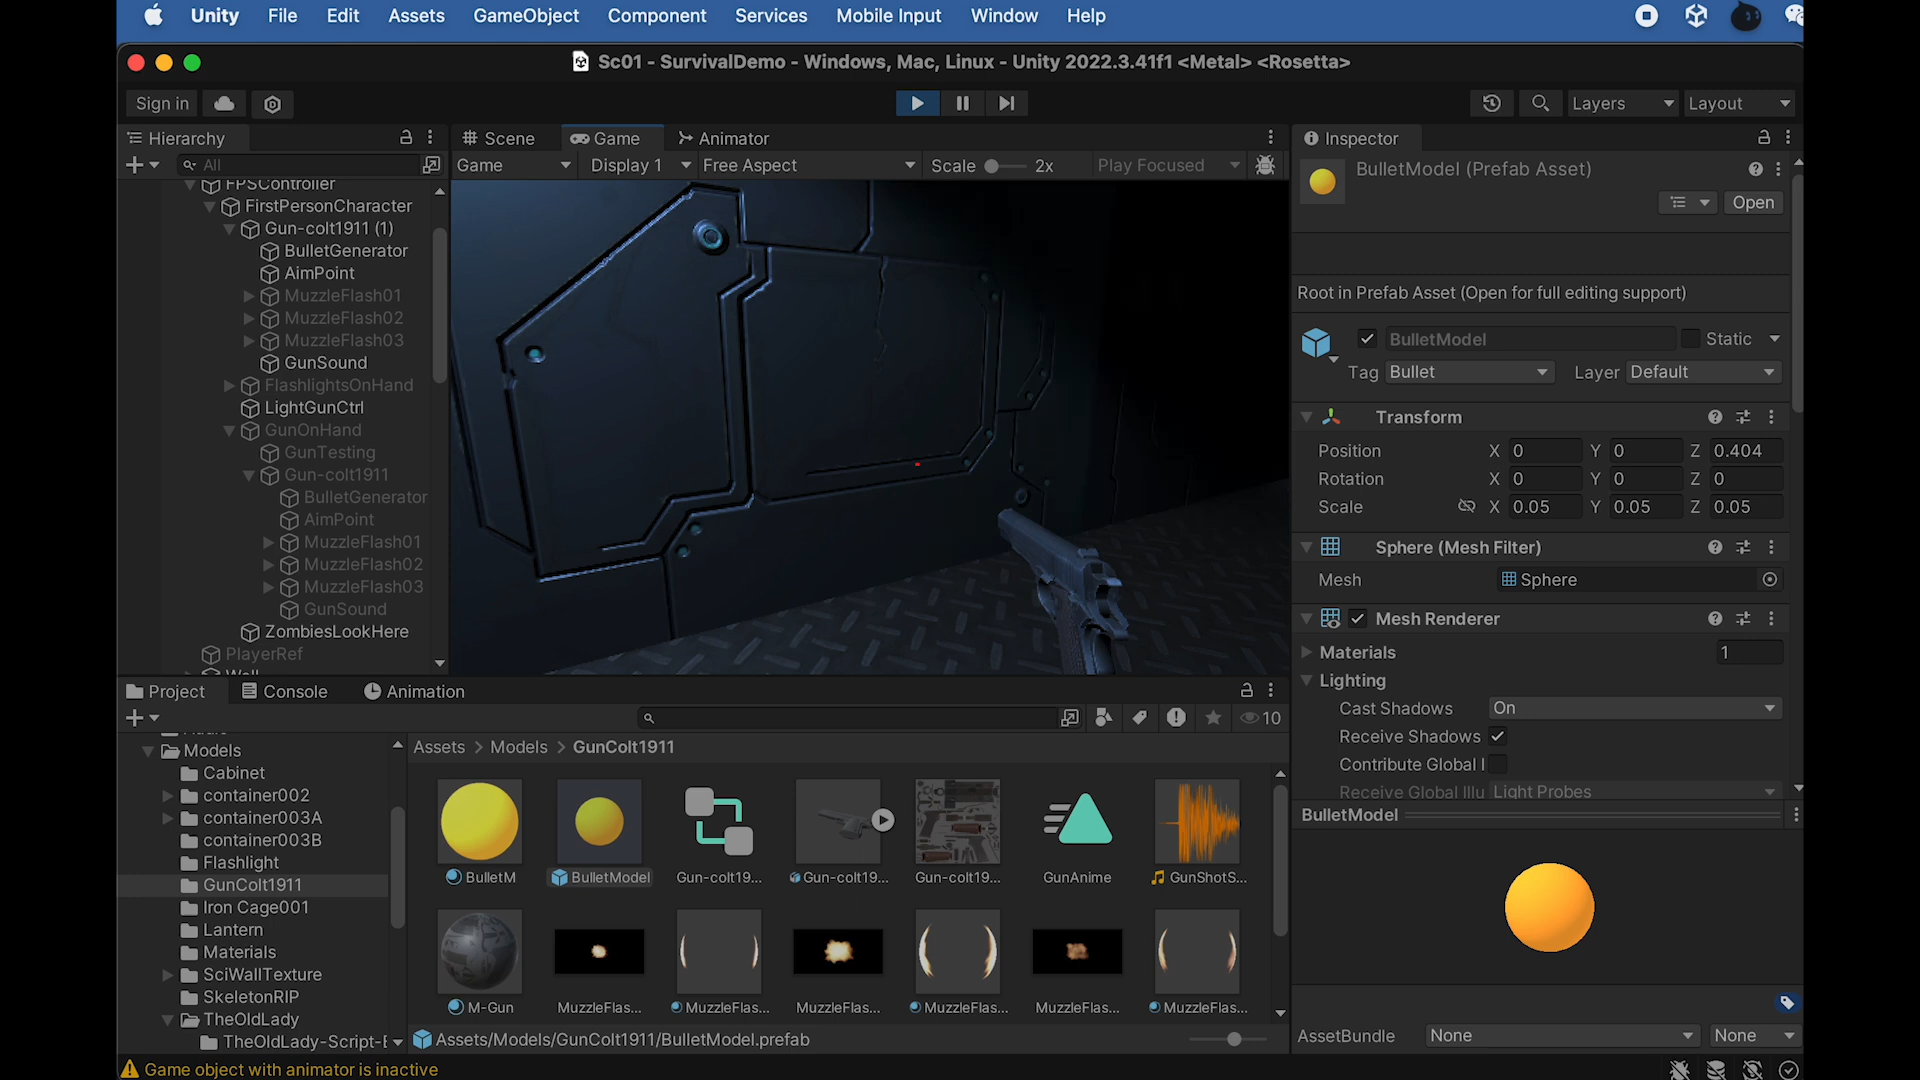 Unity File Edit Assets GameObject Component Services Mobile Input Window Help
Sc01 - SurvivalDemo - Windows, Mac, Linux - Unity 2022.3.41f1 <Metal> <Rosetta>
Sign in
Layers
Layout
Hierarchy
All
FPSController
FirstPersonCharacter
Gun-colt1911 (1)
BulletGenerator
AimPoint
MuzzleFlash01
MuzzleFlash02
MuzzleFlash03
GunSound
FlashlightsOnHand
LightGunCtrl
GunOnHand
GunTesting
Gun-colt1911
BulletGenerator
AimPoint
MuzzleFlash01
MuzzleFlash02
MuzzleFlash03
GunSound
ZombiesLookHere
PlayerRef
Scene
Game
Animator
Game
Display 1
Free Aspect
Scale
2x
Play Focused
Inspector
BulletModel (Prefab Asset)
Open
Root in Prefab Asset (Open for full editing support)
BulletModel
Static
Tag Bullet
Layer Default
Transform
Position X 0 Y 0 Z 0.404
Rotation X 0 Y 0 Z 0
Scale X 0.05 Y 0.05 Z 0.05
Sphere (Mesh Filter)
Mesh Sphere
Mesh Renderer
Materials 1
Lighting
Cast Shadows On
Receive Shadows
Contribute Global I
Receive Global Illu Light Probes
BulletModel
AssetBundle None None
Project
Console
Animation
10
Models
Cabinet
container002
container003A
container003B
Flashlight
GunColt1911
Iron Cage001
Lantern
Materials
SciWallTexture
SkeletonRIP
TheOldLady
TheOldLady-Script-E
Assets > Models > GunColt1911
BulletM
BulletModel
Gun-colt19...
Gun-colt19...
Gun-colt19...
GunAnime
GunShotS...
M-Gun
MuzzleFlas...
MuzzleFlas...
MuzzleFlas...
MuzzleFlas...
MuzzleFlas...
MuzzleFlas...
Assets/Models/GunColt1911/BulletModel.prefab
Game object with animator is inactive